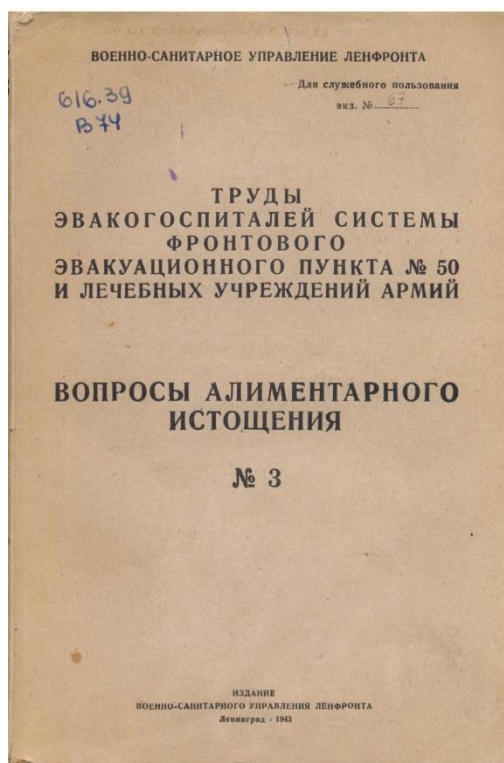 ВОЕННО-САНИТАРНОЕ УПРАВЛЕНИЕ ЛЕНФРОНТА
Для служебного пользования
экз. № 67
616.39
В 74
ТРУДЫ
ЭВАКОГОСПИТАЛЕЙ СИСТЕМЫ
ФРОНТОВОГО
ЭВАКУАЦИОННОГО ПУНКТА № 50
И ЛЕЧЕБНЫХ УЧРЕЖДЕНИЙ АРМИЙ
ВОПРОСЫ АЛИМЕНТАРНОГО
ИСТОЩЕНИЯ
№ 3
ИЗДАНИЕ
ВОЕННО-САНИТАРНОГО УПРАВЛЕНИЯ ЛЕНФРОНТА
Ленинград - 1943